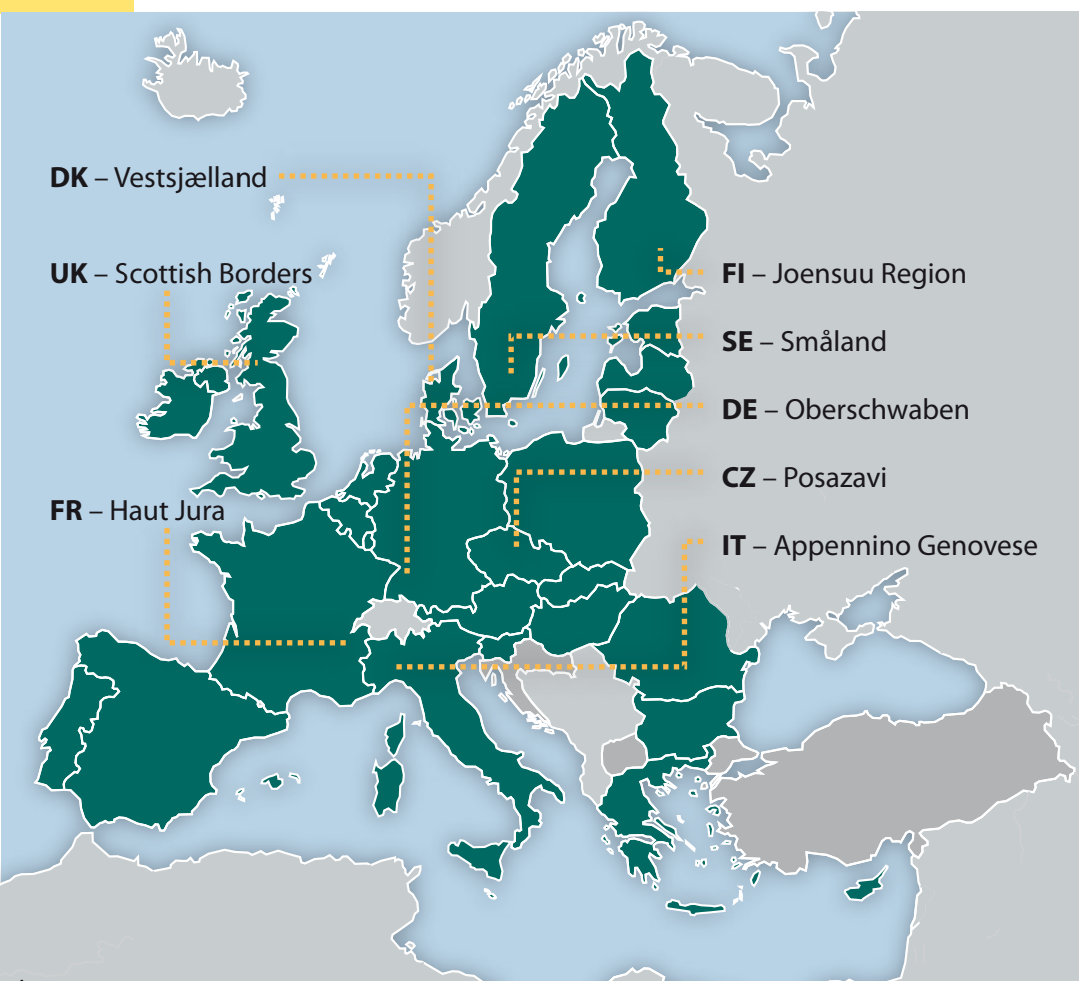 DK – Vestsjælland
UK – Scottish Borders
FR – Haut Jura
FI – Joensuu Region
SE – Småland
DE – Oberschwaben
CZ – Posazavi
IT – Appennino Genovese